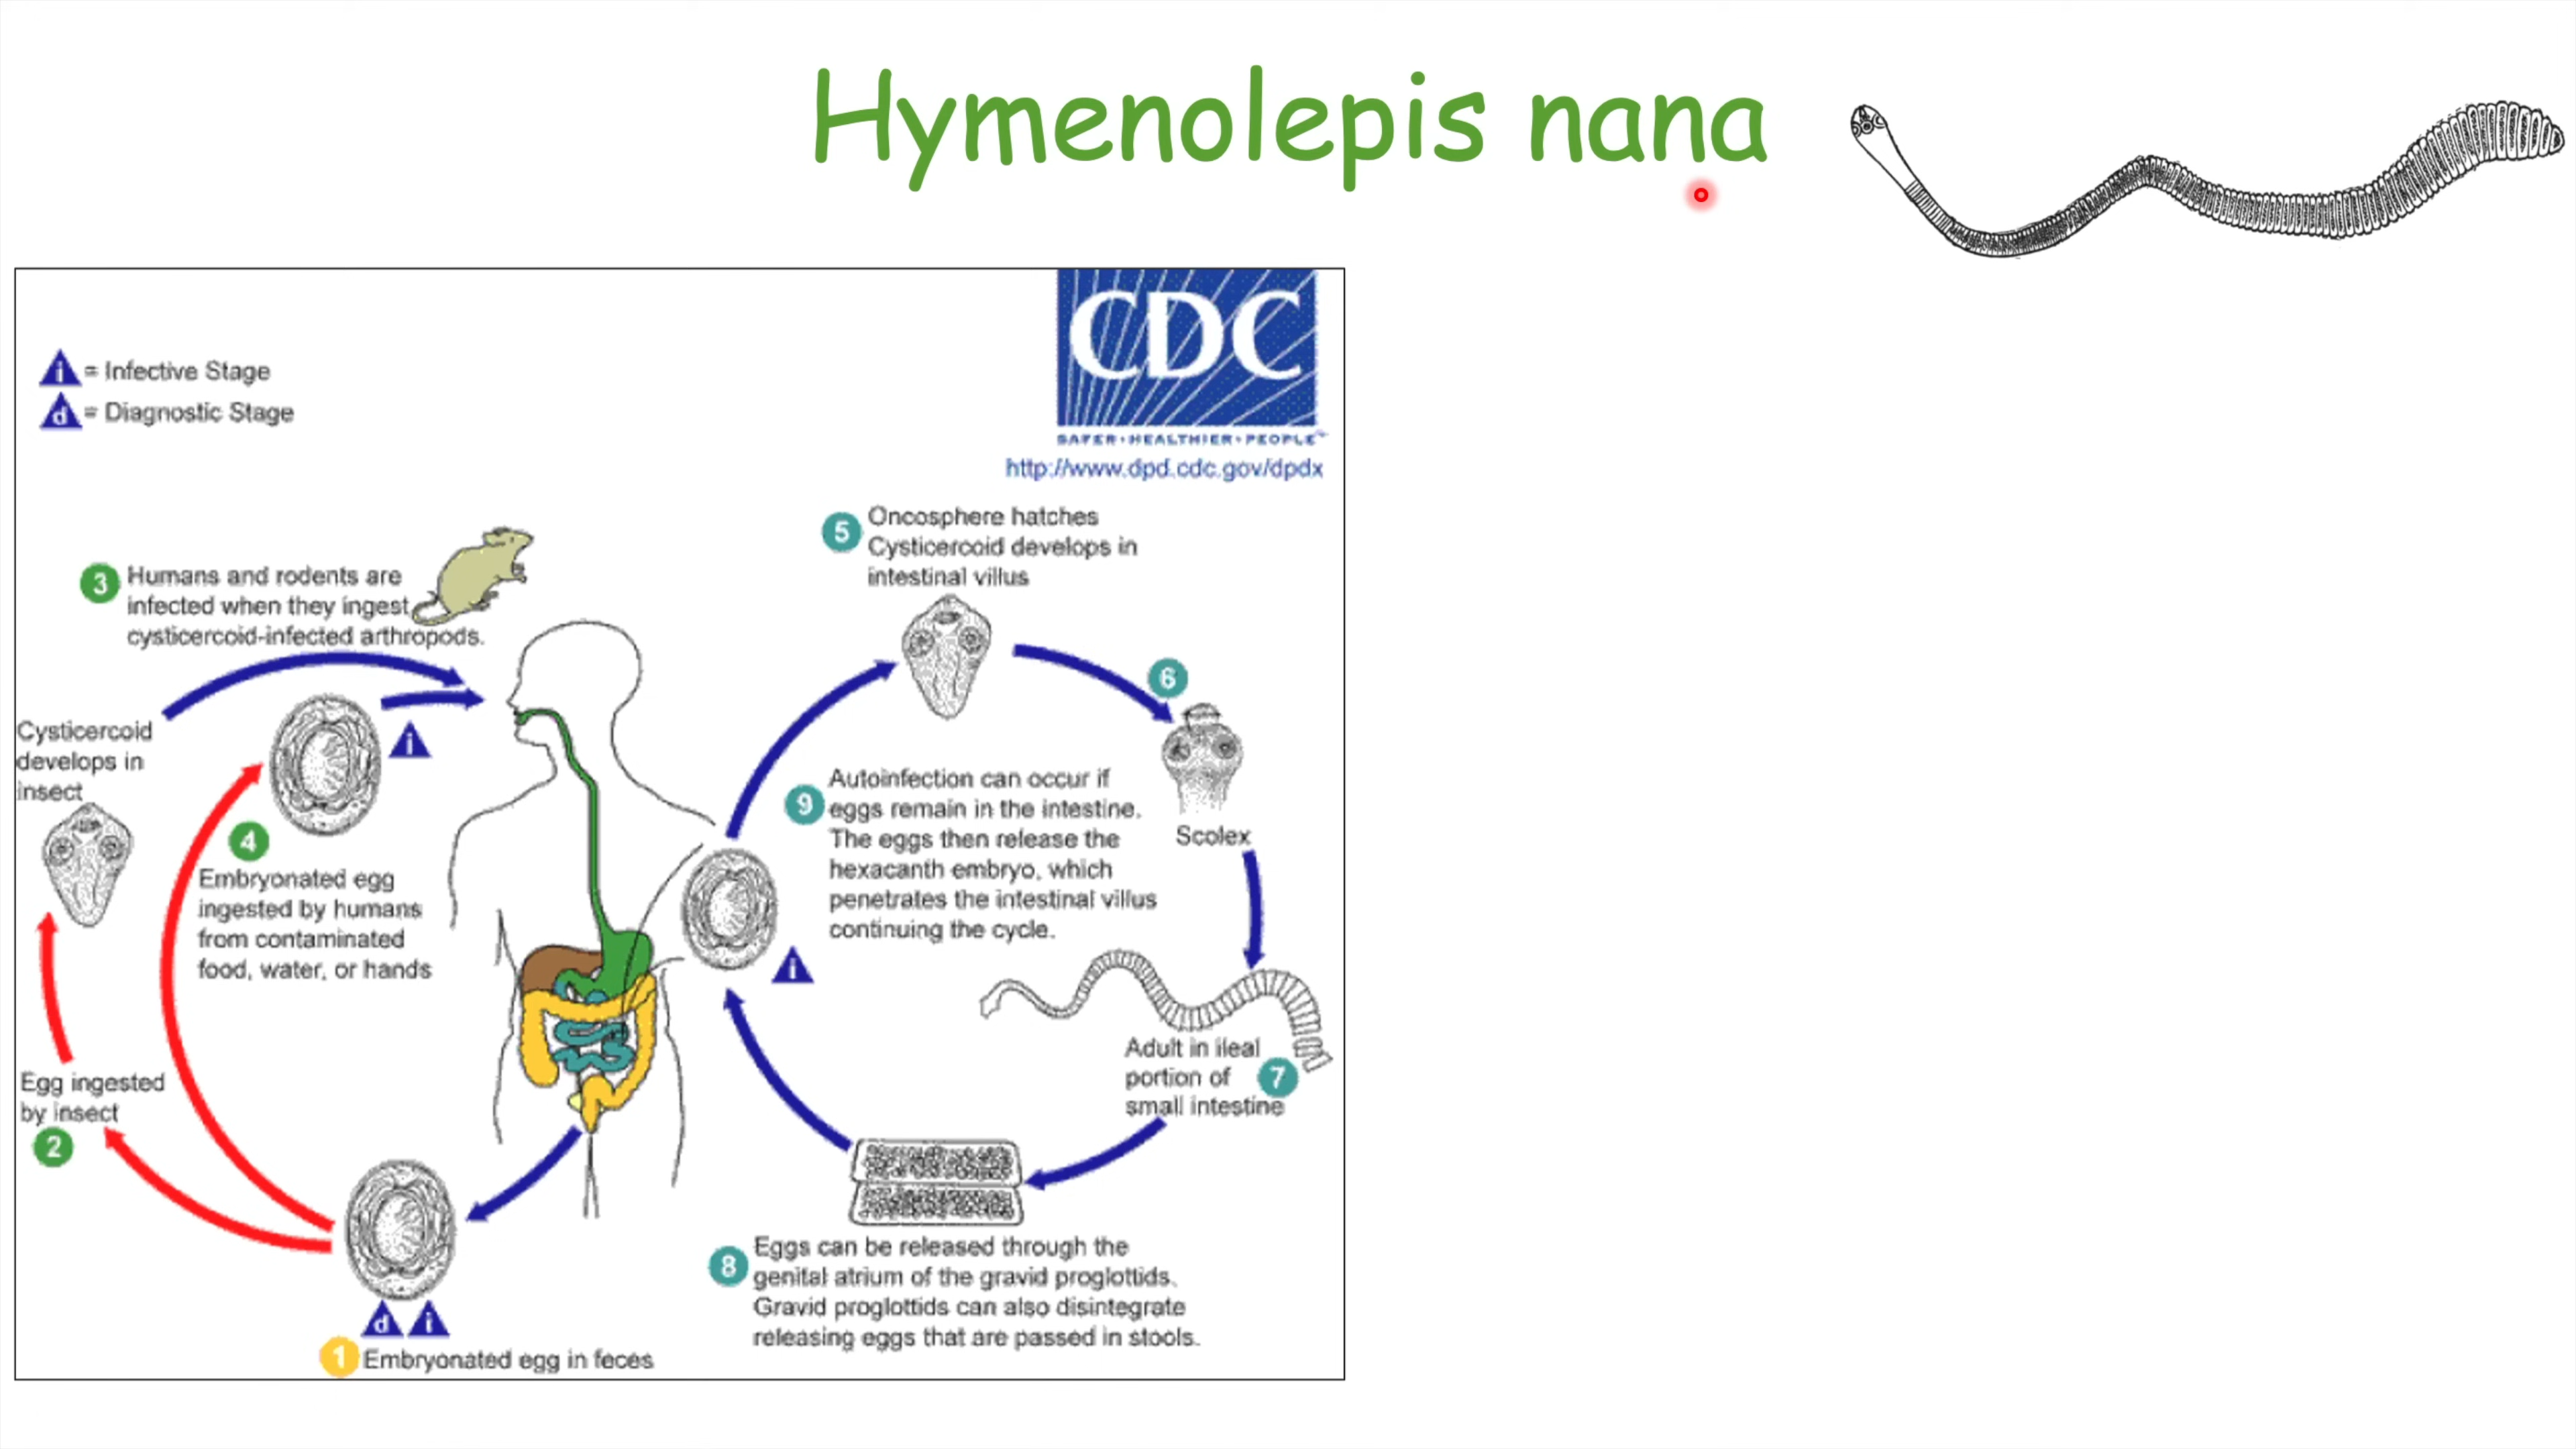 Hymenolepis nana
i = Infective Stage
d = Diagnostic Stage
CDC
SAFER·HEALTHIER·PEOPLE™
http://www.dpd.cdc.gov/dpdx
3 Humans and rodents are
infected when they ingest
cysticercoid-infected arthropods.
5 Oncosphere hatches
Cysticercoid develops in
intestinal villus
6
Scolex
Cysticercoid
develops in
insect
i
4
Embryonated egg
ingested by humans
from contaminated
food, water, or hands
9 Autoinfection can occur if
eggs remain in the intestine.
The eggs then release the
hexacanth embryo, which
penetrates the intestinal villus
continuing the cycle.
i
Egg ingested
by insect
2
Adult in ileal
portion of 7
small intestine
8 Eggs can be released through the
genital atrium of the gravid proglottids.
Gravid proglottids can also disintegrate
releasing eggs that are passed in stools.
d i
1 Embryonated egg in feces